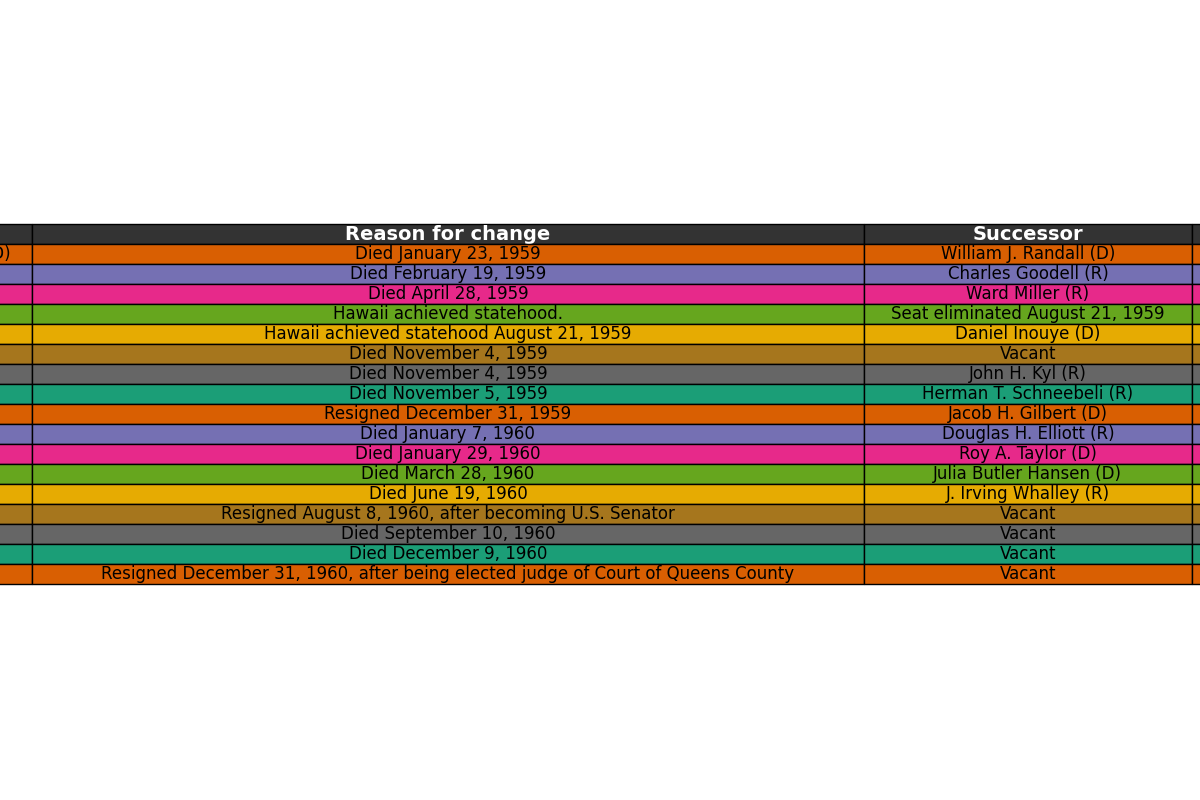 Reason for change Successor
D) Died January 23, 1959 William J. Randall (D)
Died February 19, 1959 Charles Goodell (R)
Died April 28, 1959 Ward Miller (R)
Hawaii achieved statehood. Seat eliminated August 21, 1959
Hawaii achieved statehood August 21, 1959 Daniel Inouye (D)
Died November 4, 1959 Vacant
Died November 4, 1959 John H. Kyl (R)
Died November 5, 1959 Herman T. Schneebeli (R)
Resigned December 31, 1959 Jacob H. Gilbert (D)
Died January 7, 1960 Douglas H. Elliott (R)
Died January 29, 1960 Roy A. Taylor (D)
Died March 28, 1960 Julia Butler Hansen (D)
Died June 19, 1960 J. Irving Whalley (R)
Resigned August 8, 1960, after becoming U.S. Senator Vacant
Died September 10, 1960 Vacant
Died December 9, 1960 Vacant
Resigned December 31, 1960, after being elected judge of Court of Queens County Vacant